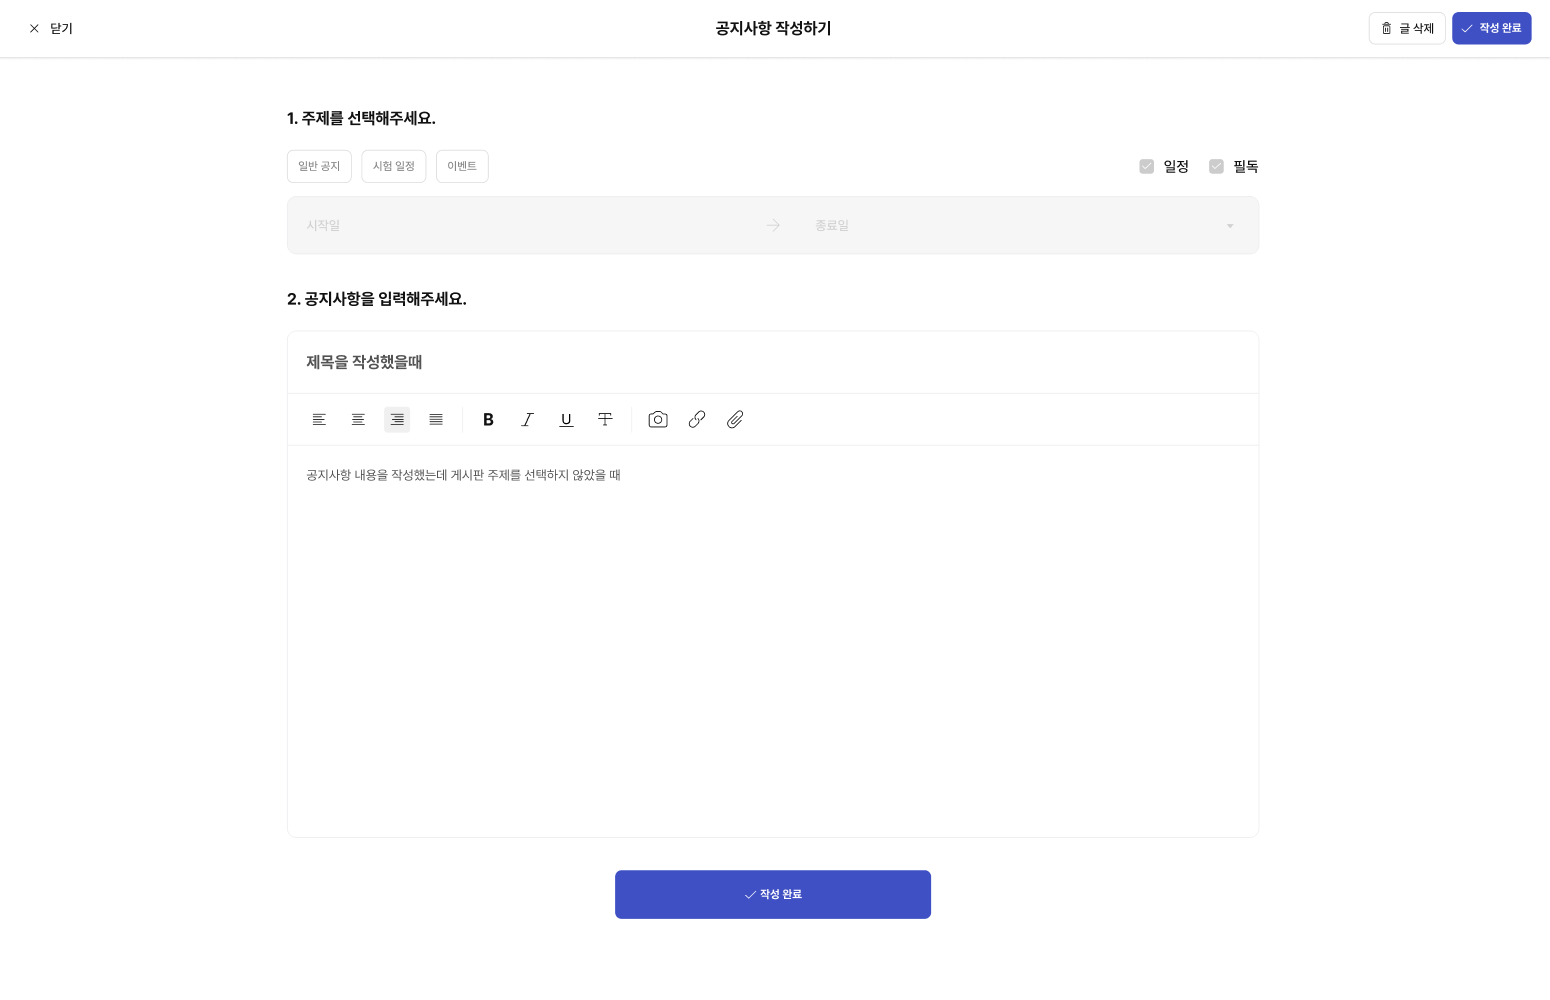 닫기
공지사항 작성하기
글 삭제
작성 완료
1. 주제를 선택해주세요.
일반 공지
시험 일정
이벤트
일정
필독
시작일
종료일
2. 공지사항을 입력해주세요.
제목을 작성했을때
B I U T
공지사항 내용을 작성했는데 게시판 주제를 선택하지 않았을 때
작성 완료